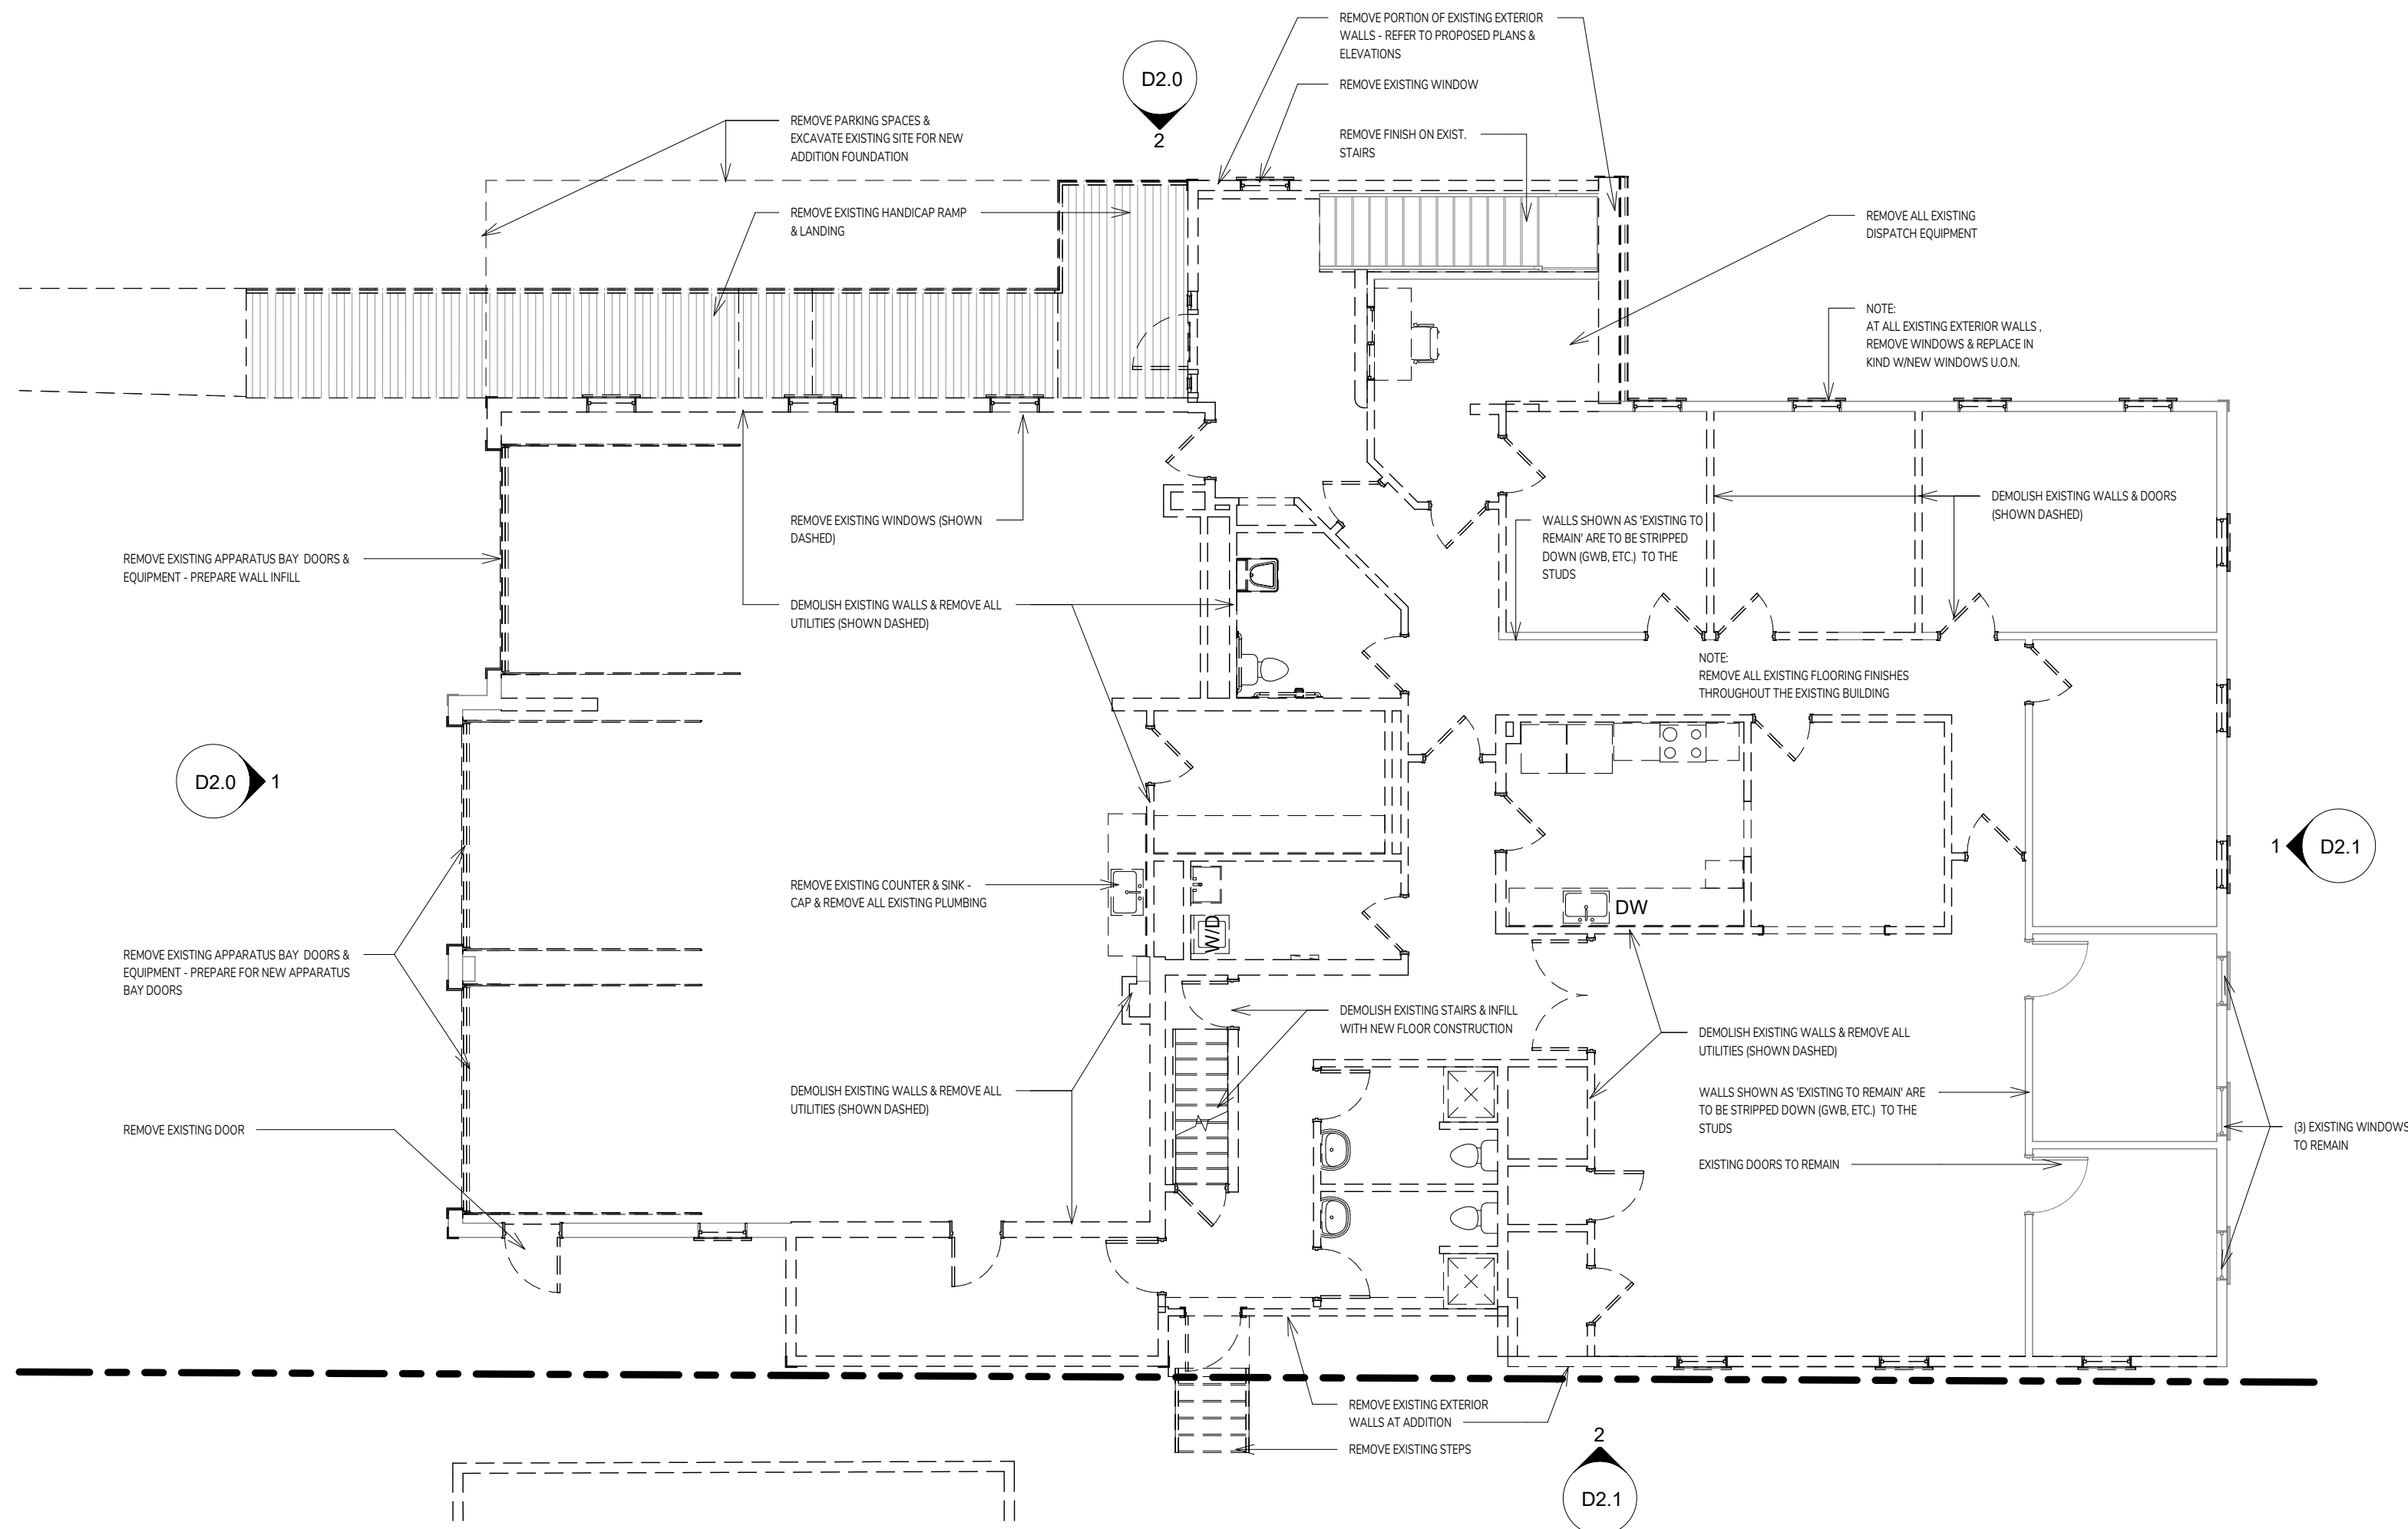 REMOVE PORTION OF EXISTING EXTERIOR
WALLS - REFER TO PROPOSED PLANS &
ELEVATIONS
D2.0
2
REMOVE EXISTING WINDOW
REMOVE PARKING SPACES &
EXCAVATE EXISTING SITE FOR NEW
ADDITION FOUNDATION
REMOVE FINISH ON EXIST.
STAIRS
REMOVE EXISTING HANDICAP RAMP
& LANDING
REMOVE ALL EXISTING
DISPATCH EQUIPMENT
NOTE:
AT ALL EXISTING EXTERIOR WALLS ,
REMOVE WINDOWS & REPLACE IN
KIND W/NEW WINDOWS U.O.N.
DEMOLISH EXISTING WALLS & DOORS
(SHOWN DASHED)
REMOVE EXISTING WINDOWS (SHOWN
DASHED)
WALLS SHOWN AS 'EXISTING TO
REMAIN' ARE TO BE STRIPPED
DOWN (GWB, ETC.) TO THE
STUDS
REMOVE EXISTING APPARATUS BAY DOORS &
EQUIPMENT - PREPARE WALL INFILL
DEMOLISH EXISTING WALLS & REMOVE ALL
UTILITIES (SHOWN DASHED)
NOTE:
REMOVE ALL EXISTING FLOORING FINISHES
THROUGHOUT THE EXISTING BUILDING
D2.0
1
1
D2.1
REMOVE EXISTING COUNTER & SINK -
CAP & REMOVE ALL EXISTING PLUMBING
DW
W/D
REMOVE EXISTING APPARATUS BAY DOORS &
EQUIPMENT - PREPARE FOR NEW APPARATUS
BAY DOORS
DEMOLISH EXISTING STAIRS & INFILL
WITH NEW FLOOR CONSTRUCTION
DEMOLISH EXISTING WALLS & REMOVE ALL
UTILITIES (SHOWN DASHED)
DEMOLISH EXISTING WALLS & REMOVE ALL
UTILITIES (SHOWN DASHED)
WALLS SHOWN AS 'EXISTING TO REMAIN' ARE
TO BE STRIPPED DOWN (GWB, ETC.) TO THE
STUDS
REMOVE EXISTING DOOR
(3) EXISTING WINDOWS
TO REMAIN
EXISTING DOORS TO REMAIN
REMOVE EXISTING EXTERIOR
WALLS AT ADDITION
REMOVE EXISTING STEPS
2
D2.1